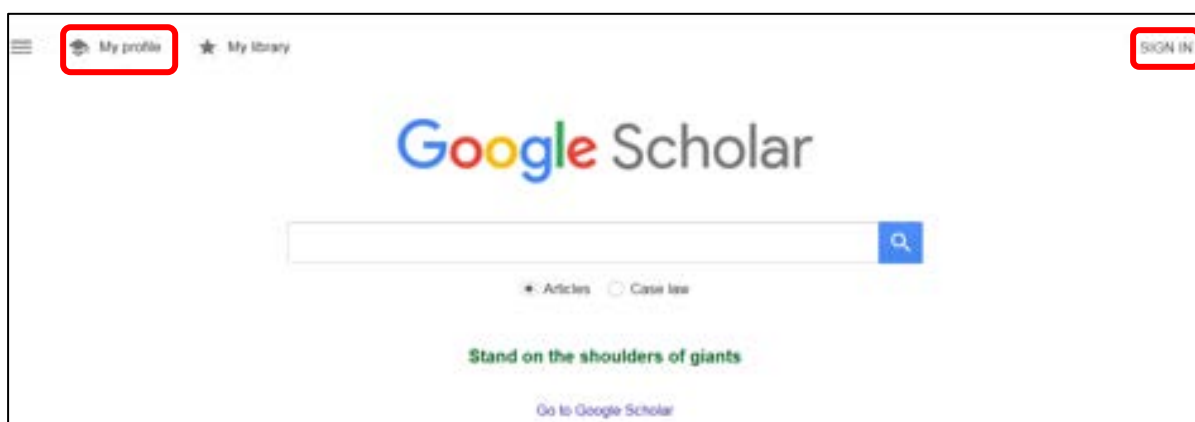 My profile My library SIGN IN
Google Scholar
Articles Case law
Stand on the shoulders of giants
Go to Google Scholar